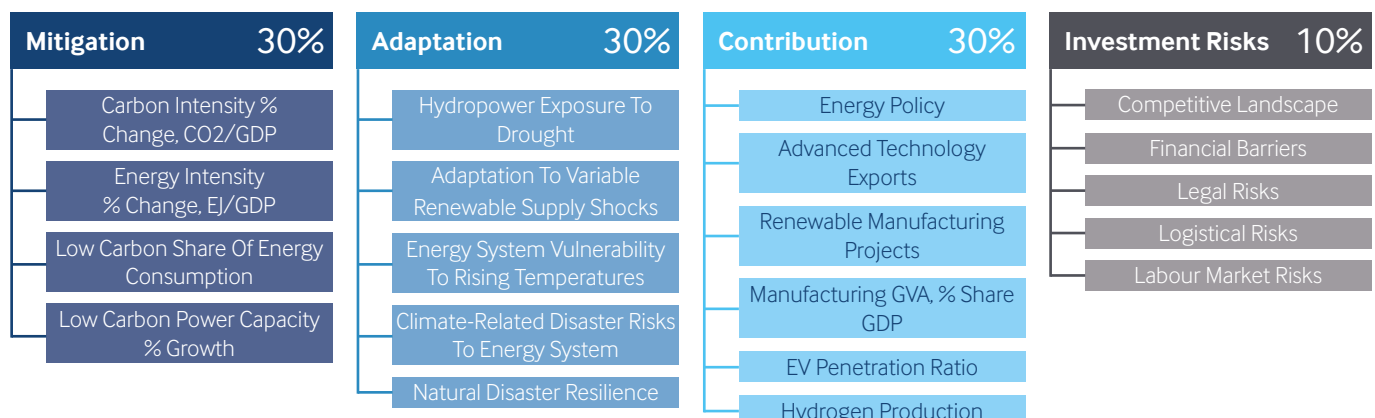 Mitigation 30%
Carbon Intensity %
Change, CO2/GDP
Energy Intensity
% Change, EJ/GDP
Low Carbon Share Of Energy
Consumption
Low Carbon Power Capacity
% Growth
Adaptation 30%
Hydropower Exposure To
Drought
Adaptation To Variable
Renewable Supply Shocks
Energy System Vulnerability
To Rising Temperatures
Climate-Related Disaster Risks
To Energy System
Natural Disaster Resilience
Contribution 30%
Energy Policy
Advanced Technology
Exports
Renewable Manufacturing
Projects
Manufacturing GVA, % Share
GDP
EV Penetration Ratio
Hydrogen Production
Investment Risks 10%
Competitive Landscape
Financial Barriers
Legal Risks
Logistical Risks
Labour Market Risks